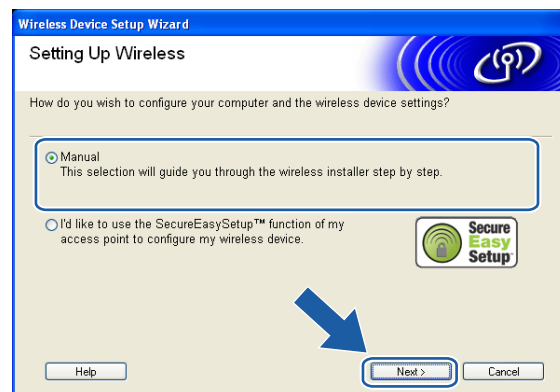 Wireless Device Setup Wizard
Setting Up Wireless
How do you wish to configure your computer and the wireless device settings?
Manual
This selection will guide you through the wireless installer step by step.
I'd like to use the SecureEasySetup™ function of my
access point to configure my wireless device.
Secure
Easy
Setup
Help
Next >
Cancel